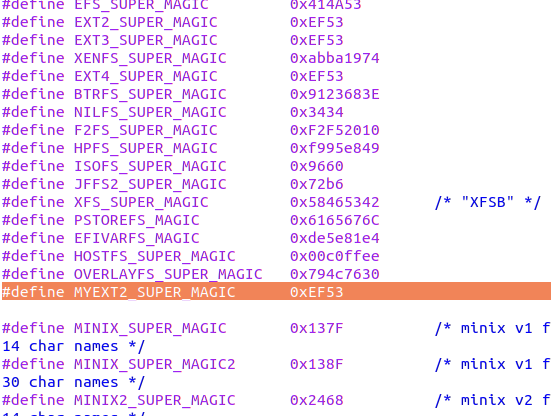 #define EFS_SUPER_MAGIC 0x414A53
#define EXT2_SUPER_MAGIC 0xEF53
#define EXT3_SUPER_MAGIC 0xEF53
#define XENFS_SUPER_MAGIC 0xabba1974
#define EXT4_SUPER_MAGIC 0xEF53
#define BTRFS_SUPER_MAGIC 0x9123683E
#define NILFS_SUPER_MAGIC 0x3434
#define F2FS_SUPER_MAGIC 0xF2F52010
#define HPFS_SUPER_MAGIC 0xf995e849
#define ISOFS_SUPER_MAGIC 0x9660
#define JFFS2_SUPER_MAGIC 0x72b6
#define XFS_SUPER_MAGIC 0x58465342 /* "XFSB" */
#define PSTOREFS_MAGIC 0x6165676C
#define EFIVARFS_MAGIC 0xde5e81e4
#define HOSTFS_SUPER_MAGIC 0x00c0ffee
#define OVERLAYFS_SUPER_MAGIC 0x794c7630
#define MYEXT2_SUPER_MAGIC 0xEF53
#define MINIX_SUPER_MAGIC 0x137F /* minix v1 f
14 char names */
#define MINIX_SUPER_MAGIC2 0x138F /* minix v1 f
30 char names */
#define MINIX2_SUPER_MAGIC 0x2468 /* minix v2 f
14 char names */